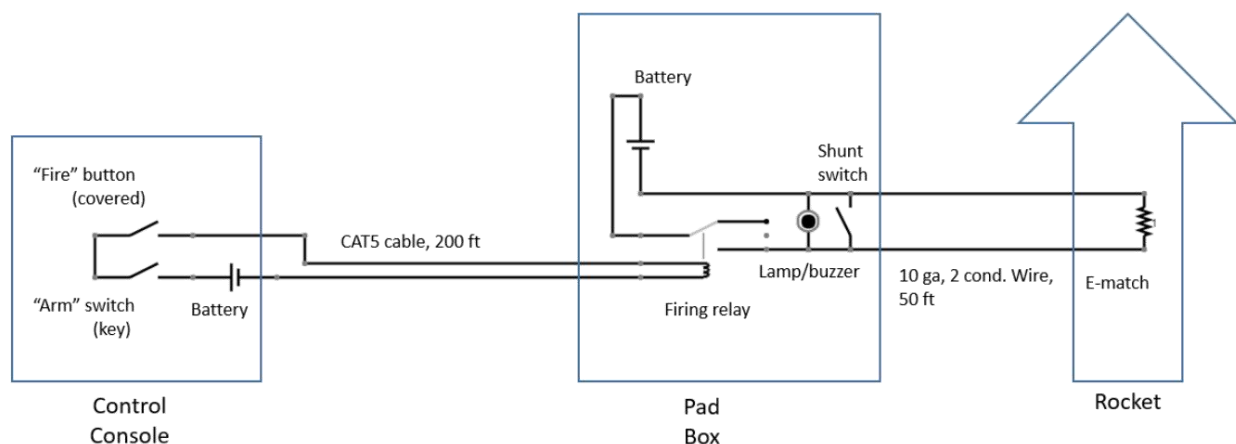 “Fire” button
(covered)
“Arm” switch
(key)
Battery
Control
Console
CAT5 cable, 200 ft
Battery
Shunt
switch
Lamp/buzzer
Firing relay
Pad
Box
10 ga, 2 cond. Wire,
50 ft
E-match
Rocket